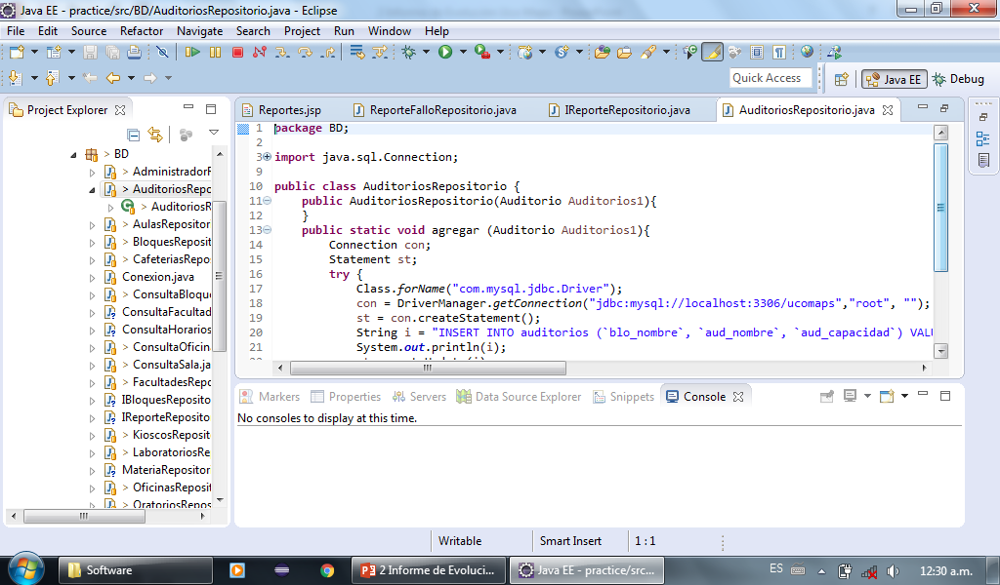 Java EE - practice/src/BD/AuditoriosRepositorio.java - Eclipse
File Edit Source Refactor Navigate Search Project Run Window Help
Quick Access
Java EE
Debug
Project Explorer
> BD
> AdministradorF
> AuditoriosRepo
> AuditoriosR
> AulasRepositor
> BloquesReposit
> CafeteriasRepo
Conexion.java
> ConsultaBloqu
ConsultaFacultad
ConsultaHorarios
> ConsultaOficin
> ConsultaSala.ja
> FacultadesRepo
IBloquesReposito
IReporteReposito
> KioscosReposit
> LaboratoriosRe
MateriaRepositor
> OficinasReposit
> OratoriosRepos
Reportes.jsp
ReporteFalloRepositorio.java
IReporteRepositorio.java
AuditoriosRepositorio.java
1 package BD;
2
3 import java.sql.Connection;
9
10 public class AuditoriosRepositorio {
11 public AuditoriosRepositorio(Auditorio Auditorios1){
12 }
13 public static void agregar (Auditorio Auditorios1){
14 Connection con;
15 Statement st;
16 try {
17 Class.forName("com.mysql.jdbc.Driver");
18 con = DriverManager.getConnection("jdbc:mysql://localhost:3306/ucomaps","root", "");
19 st = con.createStatement();
20 String i = "INSERT INTO auditorios (`blo_nombre`, `aud_nombre`, `aud_capacidad`) VALU
21 System.out.println(i);
Markers
Properties
Servers
Data Source Explorer
Snippets
Console
No consoles to display at this time.
Writable
Smart Insert
1 : 1
Software
2 Informe de Evoluci...
Java EE - practice/src...
ES
12:30 a.m.